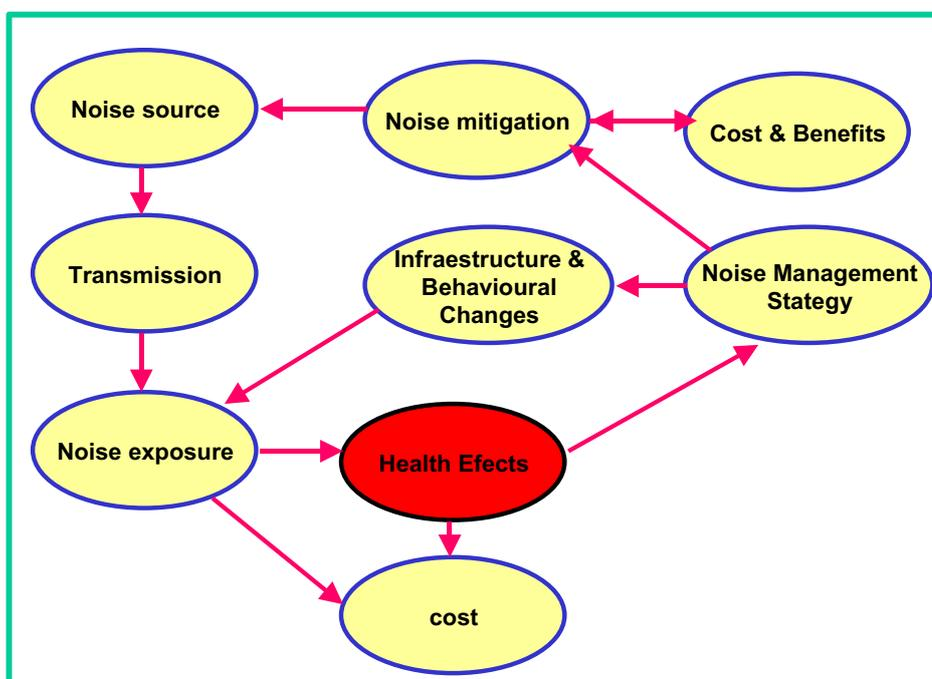 Noise source
Noise mitigation
Cost & Benefits
Transmission
Infraestructure &
Behavioural
Changes
Noise Management
Stategy
Noise exposure
Health Efects
cost